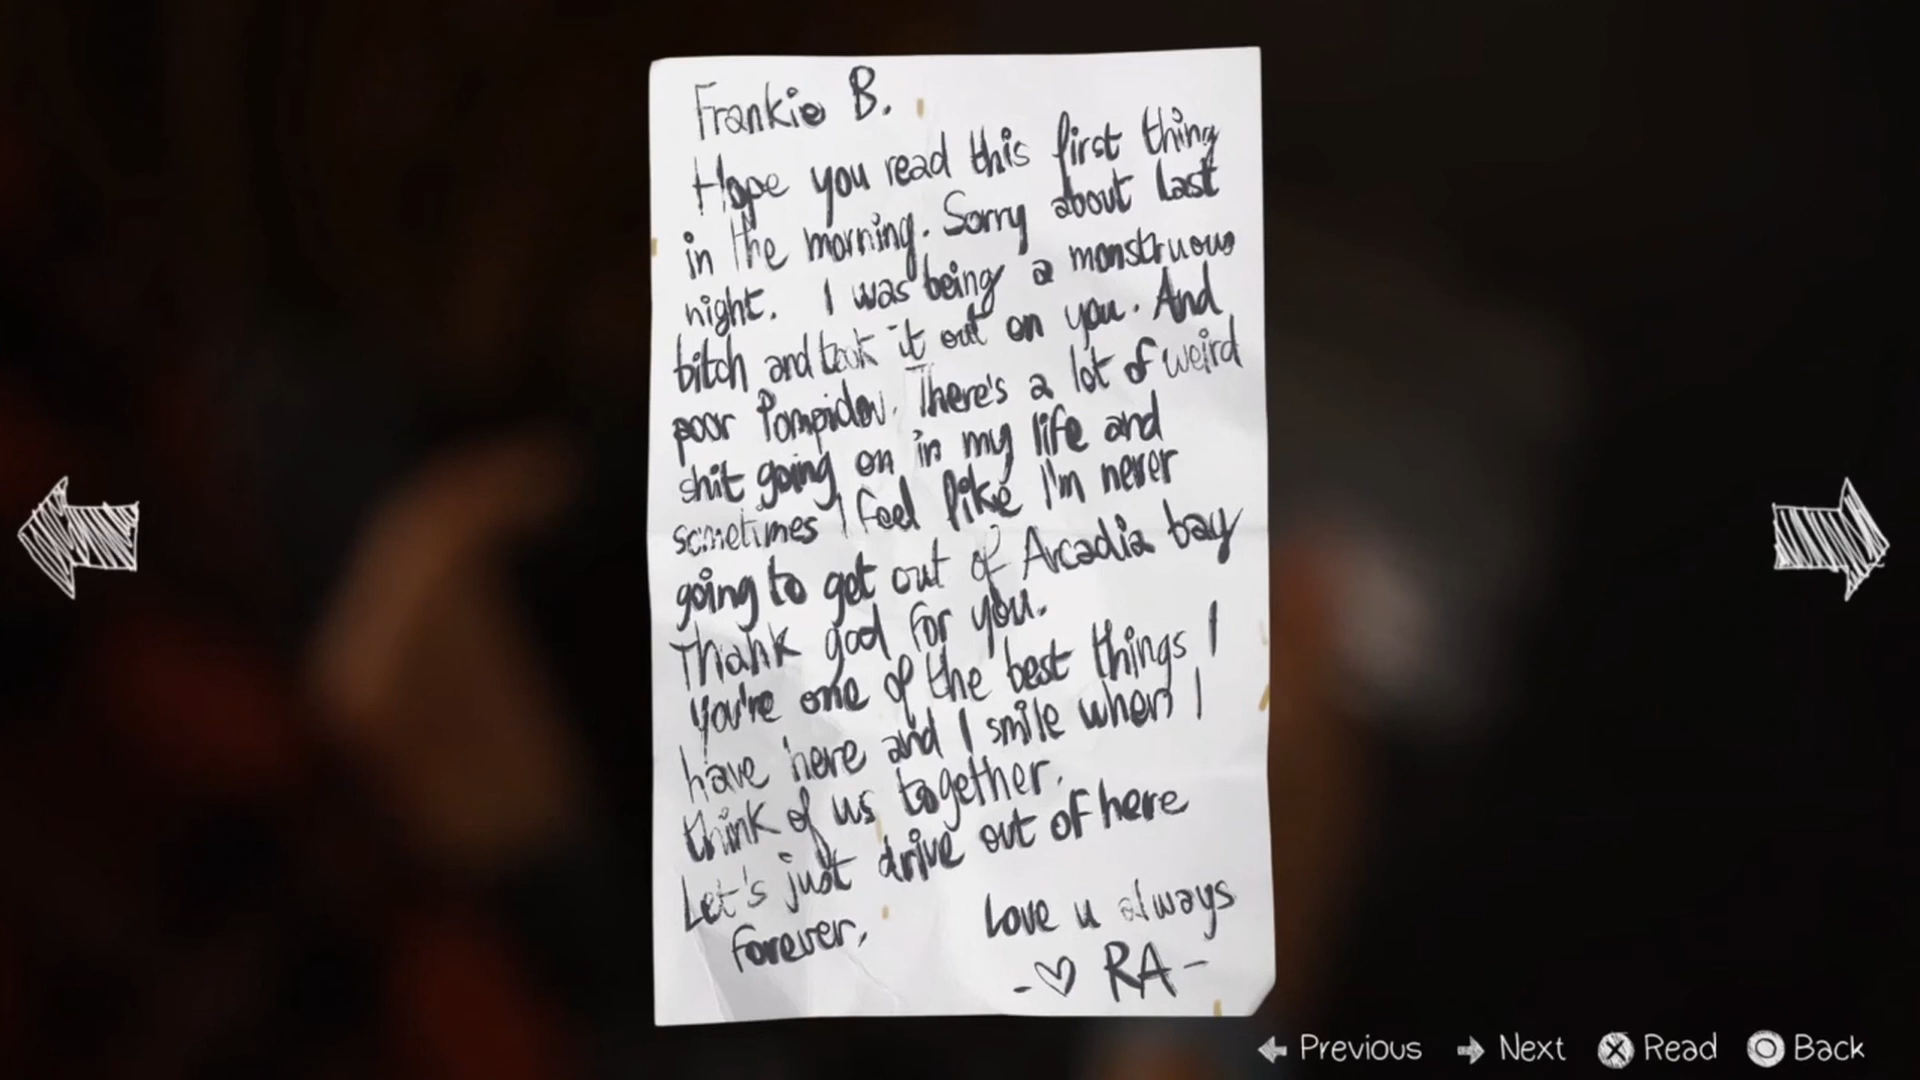 Frankie B.
Hope you read this first thing
in the morning. Sorry about last
night. I was being a monstruous
bitch and took it out on you. And
poor Pompidou. There's a lot of weird
shit going on in my life and
sometimes I feel like I'm never
going to get out of Arcadia bay
Thank god for you.
You're one of the best things I
have here and I smile when I
think of us together.
Let's just drive out of here
forever.
Love u always
-♡ RA-
Previous Next Read Back